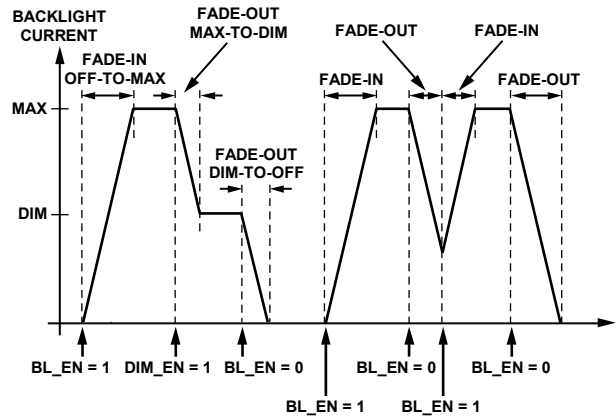 BACKLIGHT
CURRENT
FADE-IN
OFF-TO-MAX
FADE-OUT
MAX-TO-DIM
FADE-OUT
FADE-IN
FADE-IN
FADE-OUT
MAX
FADE-OUT
DIM-TO-OFF
DIM
BL_EN = 1
DIM_EN = 1
BL_EN = 0
BL_EN = 1
BL_EN = 0
BL_EN = 1
BL_EN = 0